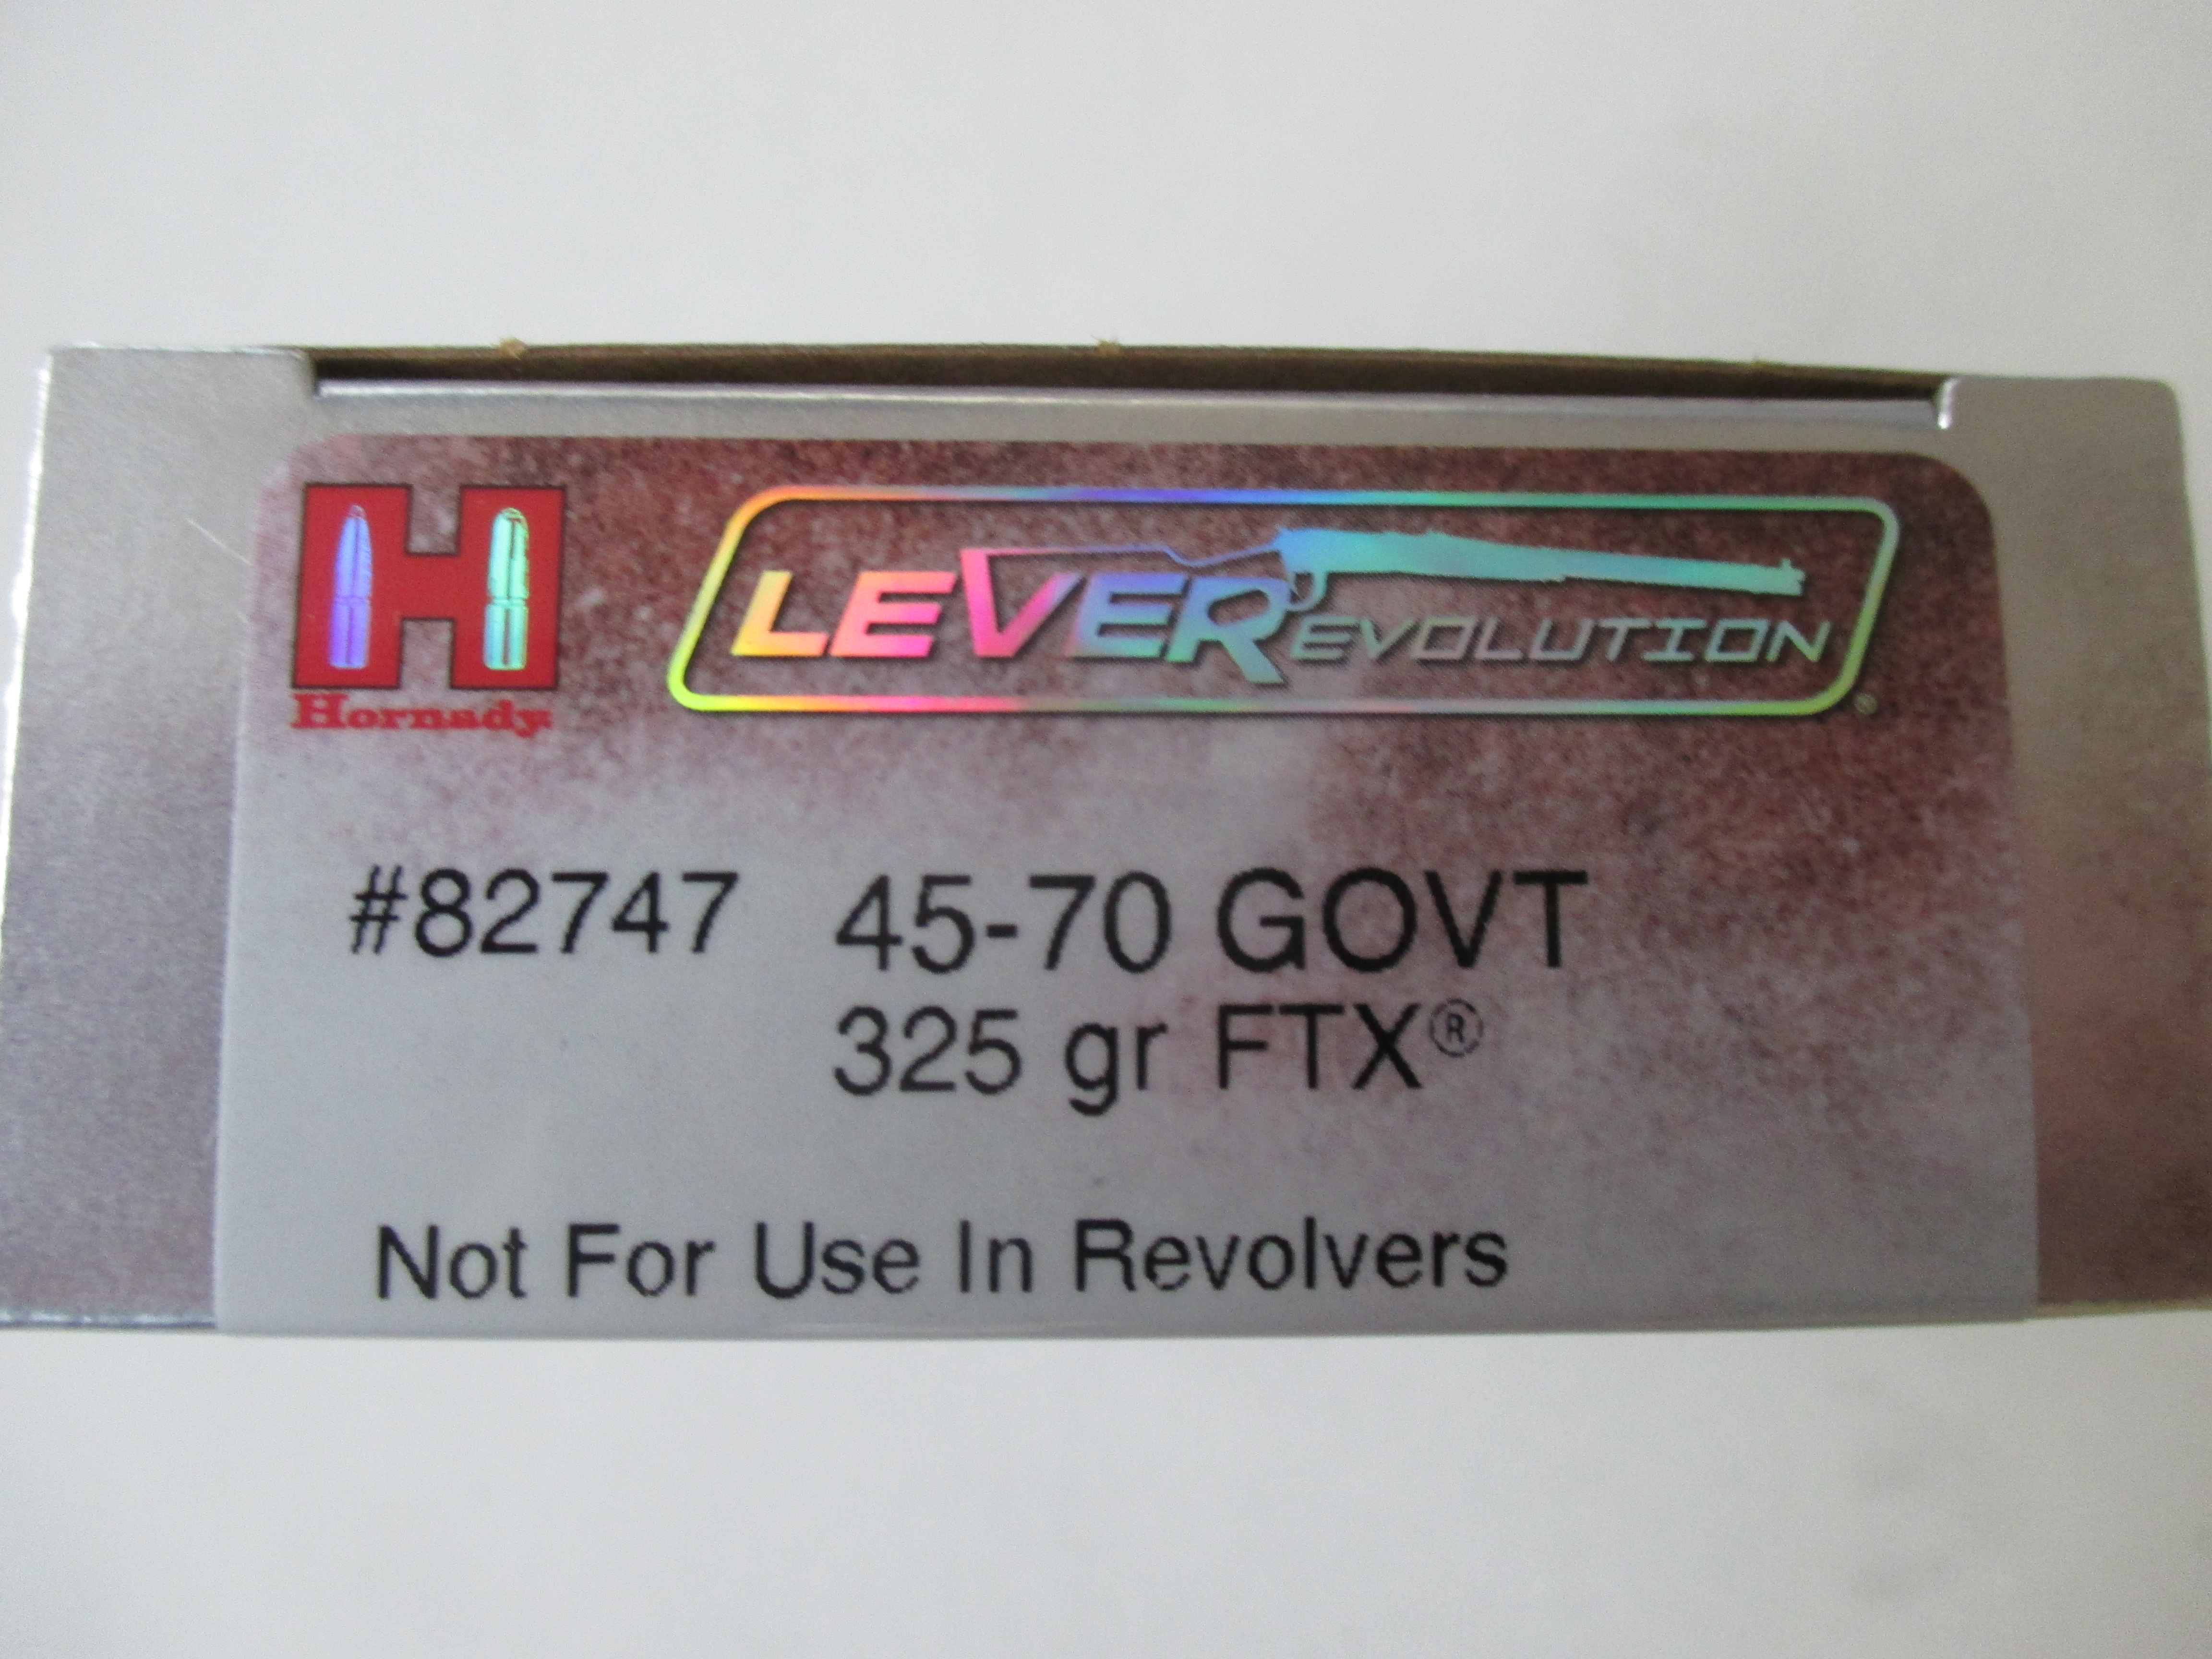 Hornady
LEVEREVOLUTION®
#82747 45-70 GOVT
325 gr FTX®
Not For Use In Revolvers